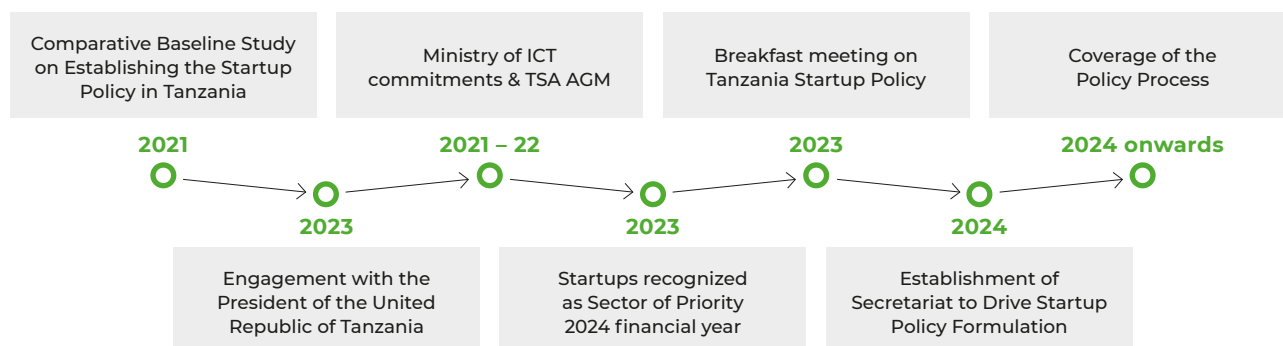 Comparative Baseline Study
on Establishing the Startup
Policy in Tanzania
2021
2023
Engagement with the
President of the United
Republic of Tanzania
Ministry of ICT
commitments & TSA AGM
2021 – 22
2023
Startups recognized
as Sector of Priority
2024 financial year
Breakfast meeting on
Tanzania Startup Policy
2023
2024
Establishment of
Secretariat to Drive Startup
Policy Formulation
Coverage of the
Policy Process
2024 onwards